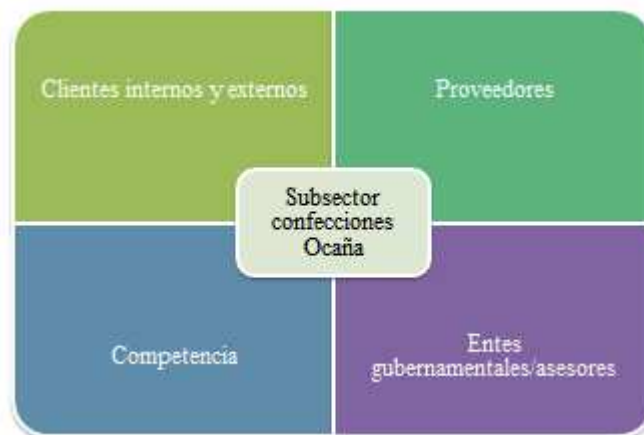 Clientes internos y externos
Proveedores
Subsector
confecciones
Ocaña
Competencia
Entes
gubernamentales/asesores